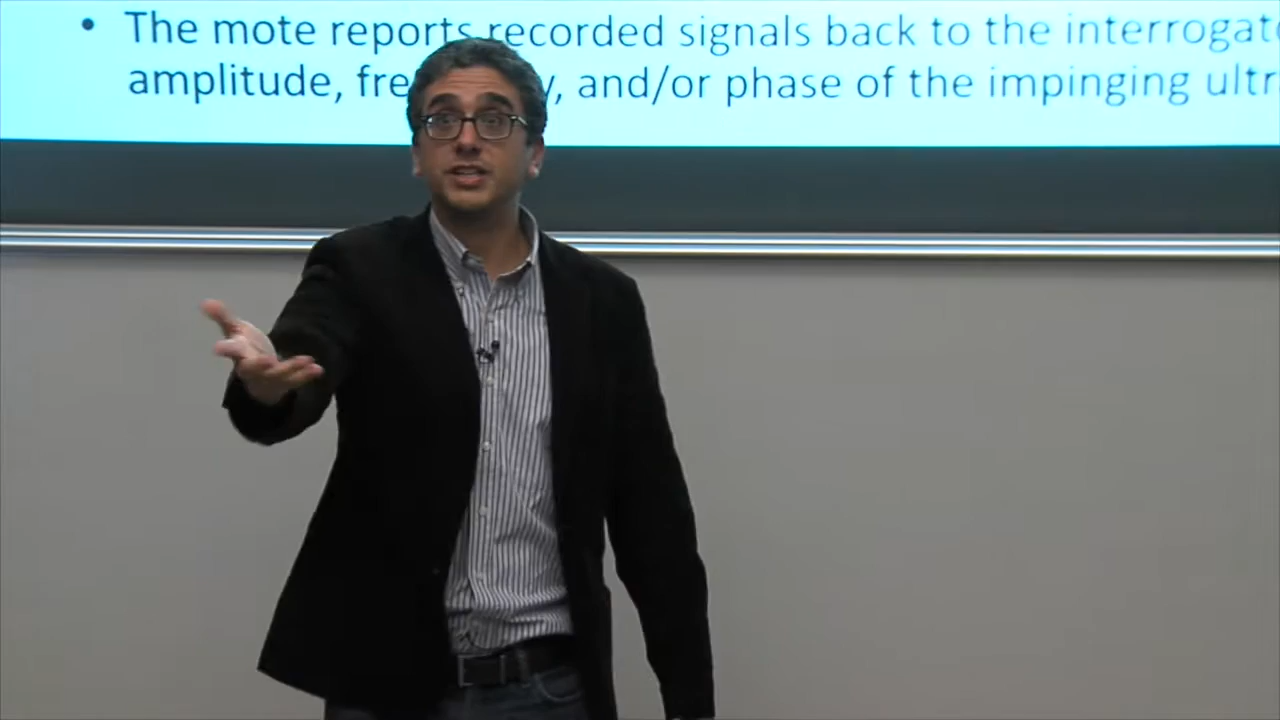 • The mote reports recorded signals back to the interrogat
amplitude, fre y, and/or phase of the impinging ultr